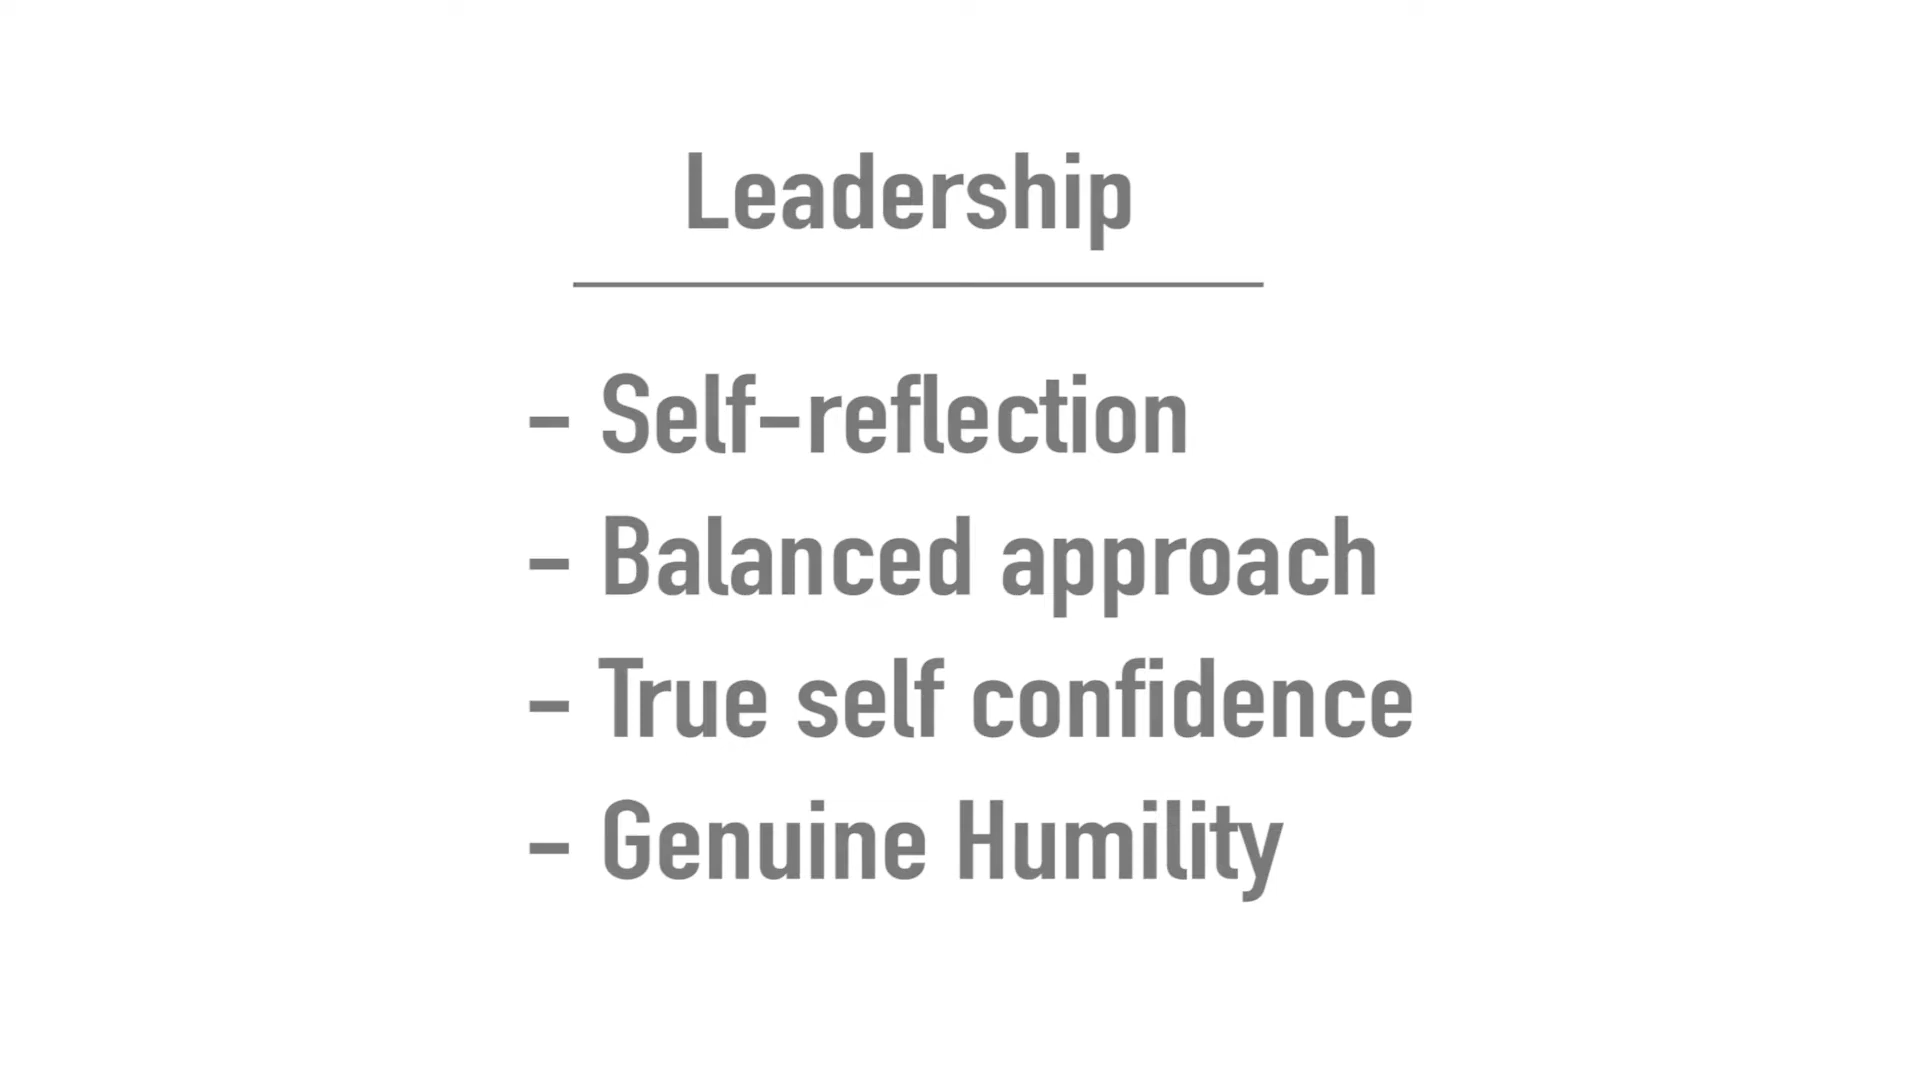 Leadership
- Self-reflection
- Balanced approach
- True self confidence
- Genuine Humility